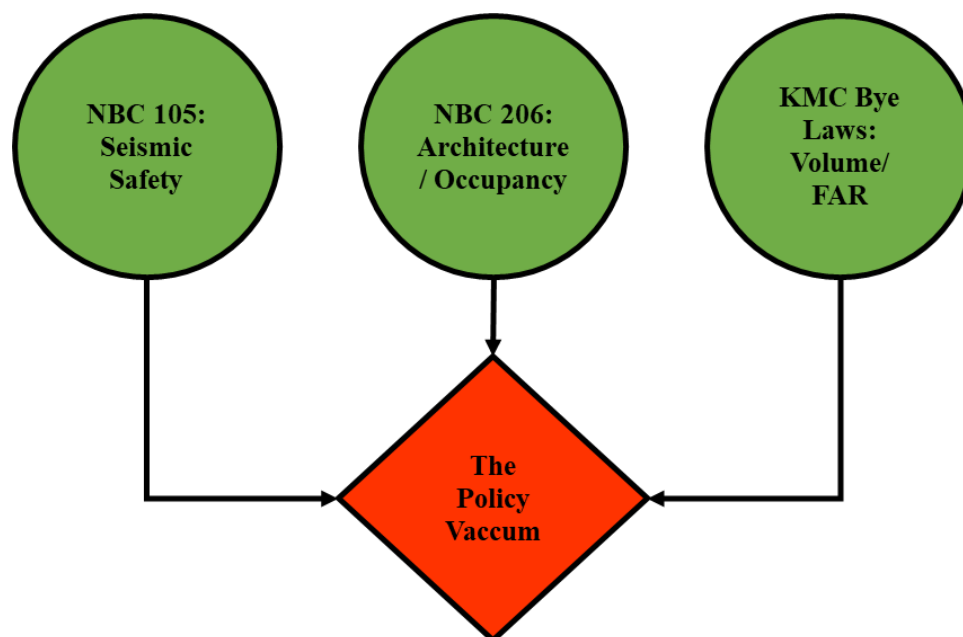 NBC 105:
Seismic
Safety
NBC 206:
Architecture
/ Occupancy
KMC Bye
Laws:
Volume/
FAR
The
Policy
Vaccum